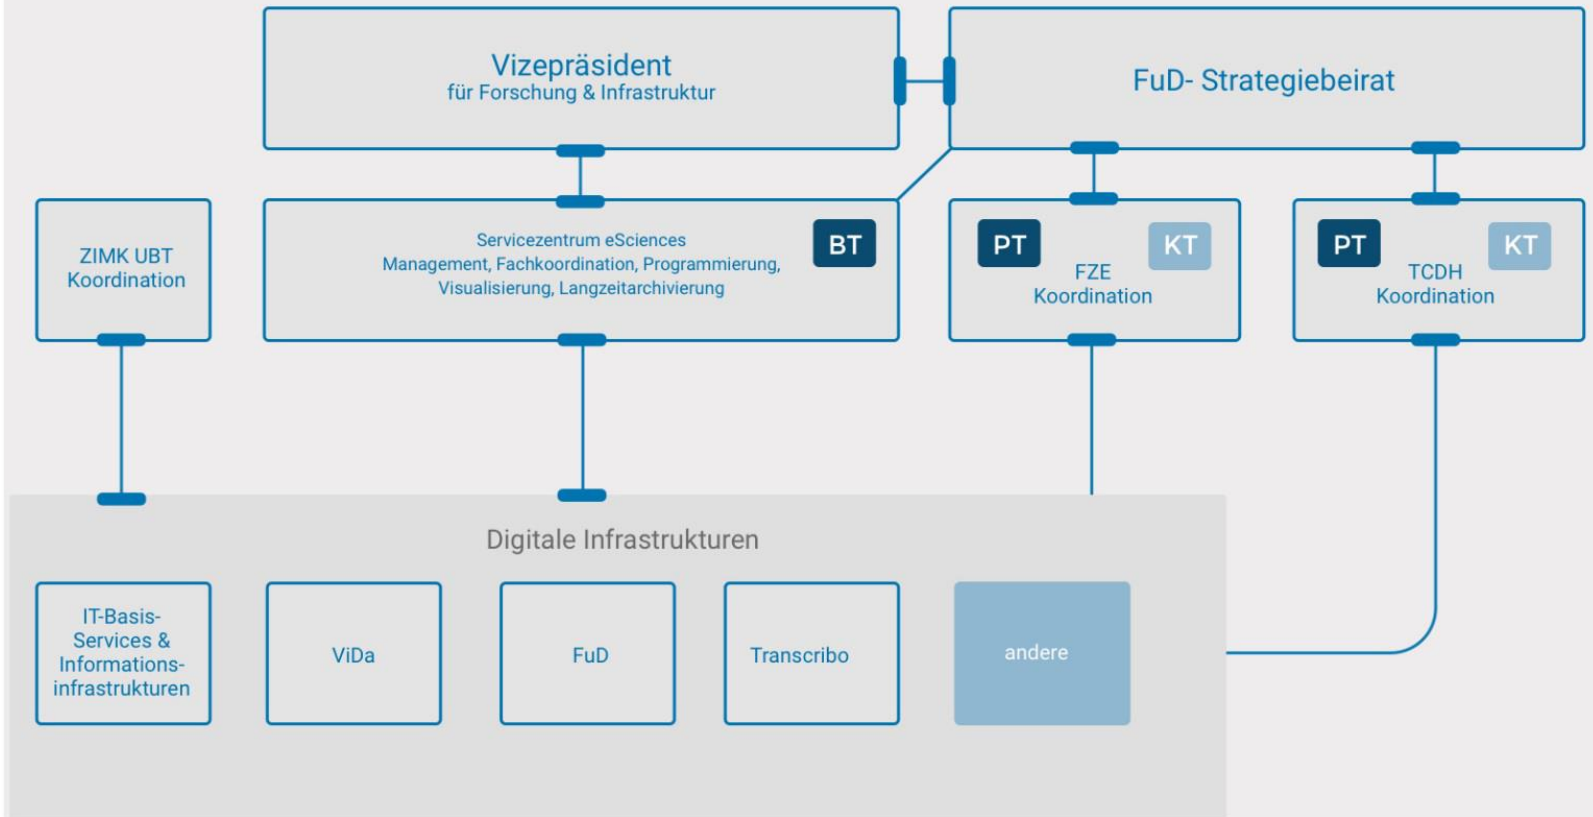 Vizepräsident
für Forschung & Infrastruktur
FuD- Strategiebeirat
ZIMK UBT
Koordination
Servicezentrum eSciences
Management, Fachkoordination, Programmierung,
Visualisierung, Langzeitarchivierung
BT
PT
KT
FZE
Koordination
PT
KT
TCDH
Koordination
Digitale Infrastrukturen
IT-Basis-
Services &
Informations-
infrastrukturen
ViDa
FuD
Transcribo
andere